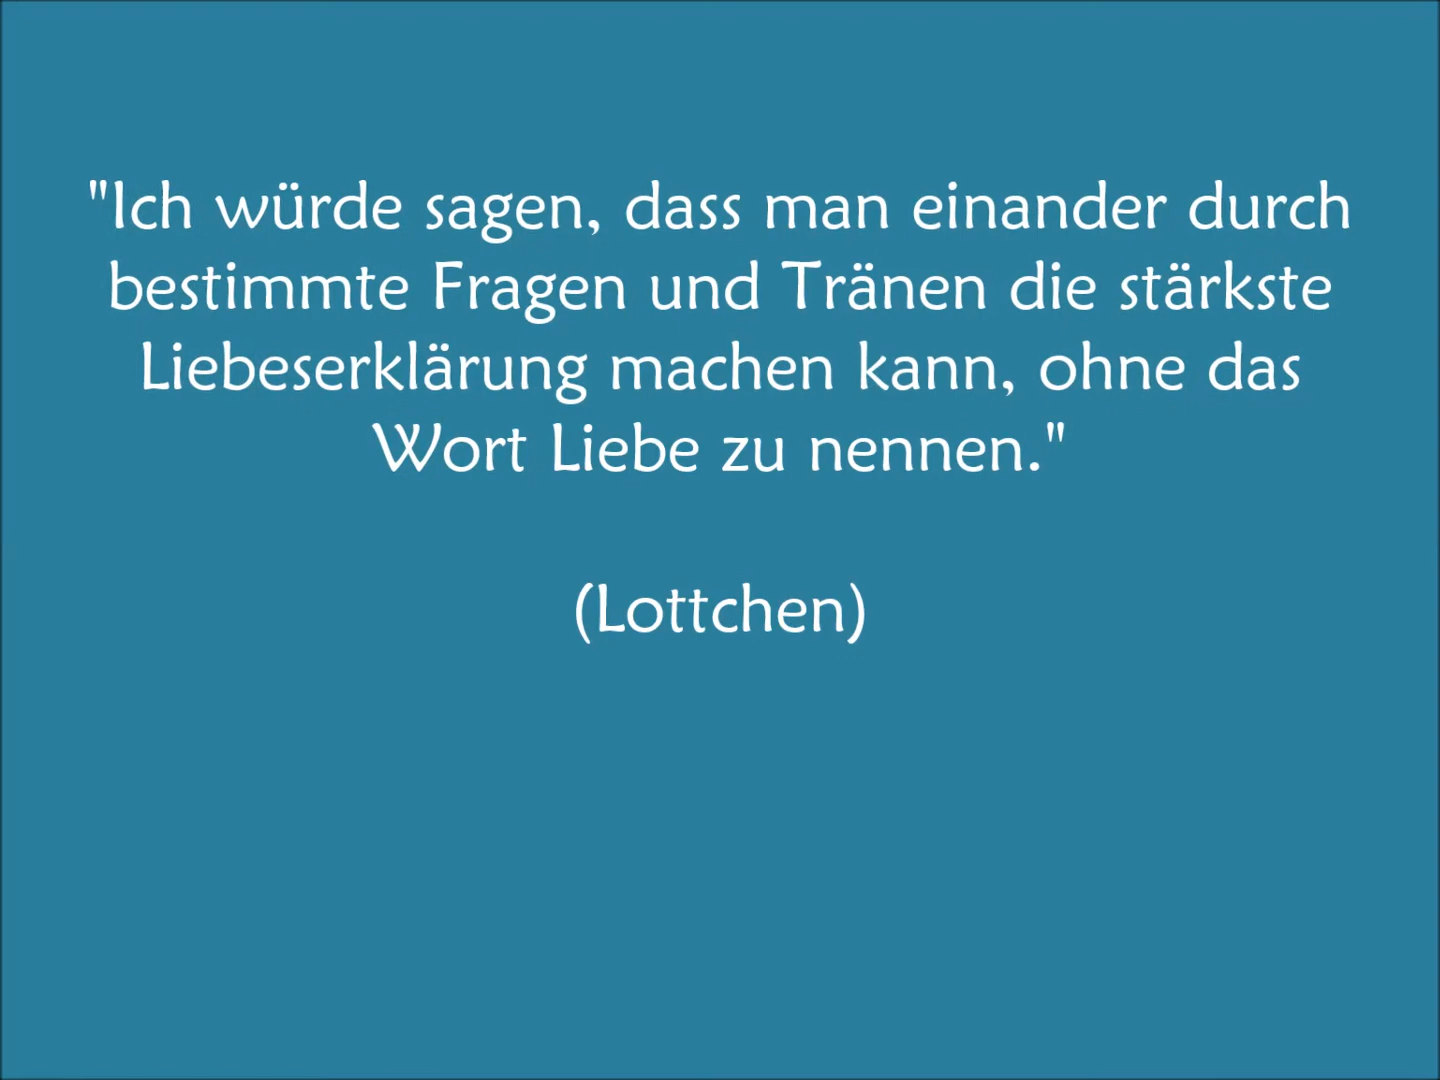 "Ich würde sagen, dass man einander durch
bestimmte Fragen und Tränen die stärkste
Liebeserklärung machen kann, ohne das
Wort Liebe zu nennen."
(Lottchen)